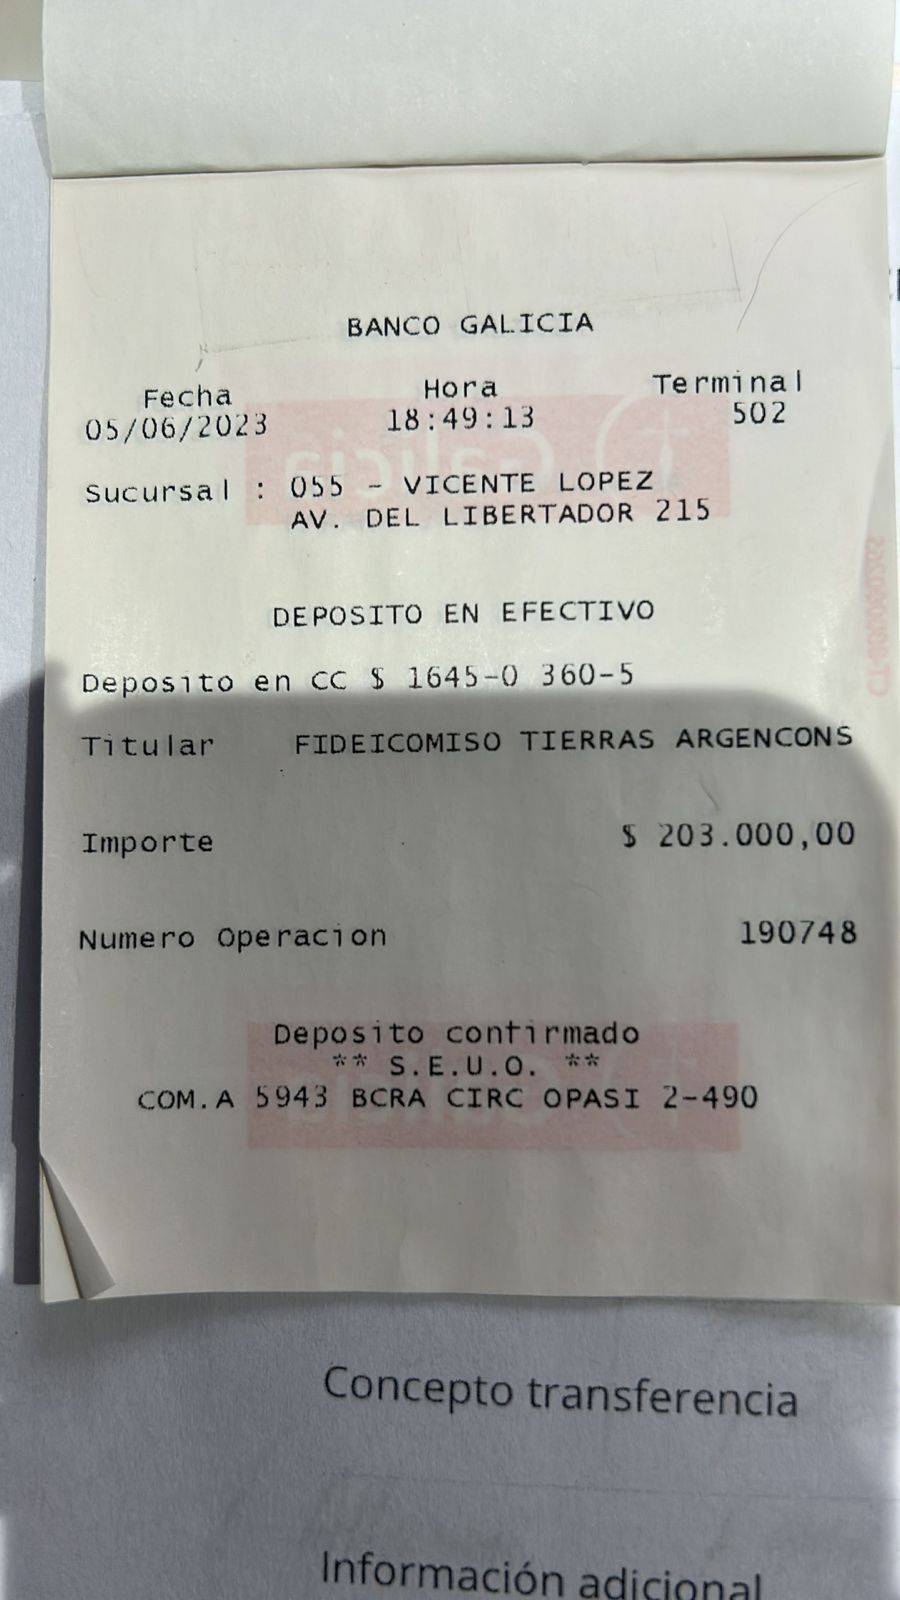 BANCO GALICIA
Fecha Hora Terminal
05/06/2023 18:49:13 502
Sucursal : 055 - VICENTE LOPEZ
AV. DEL LIBERTADOR 215
DEPOSITO EN EFECTIVO
Deposito en CC $ 1645-0 360-5
Titular FIDEICOMISO TIERRAS ARGENCONS
Importe $ 203.000,00
Numero Operacion 190748
Deposito confirmado
** S.E.U.O. **
COM.A 5943 BCRA CIRC OPASI 2-490
Galicia
Concepto transferencia
Información adicional